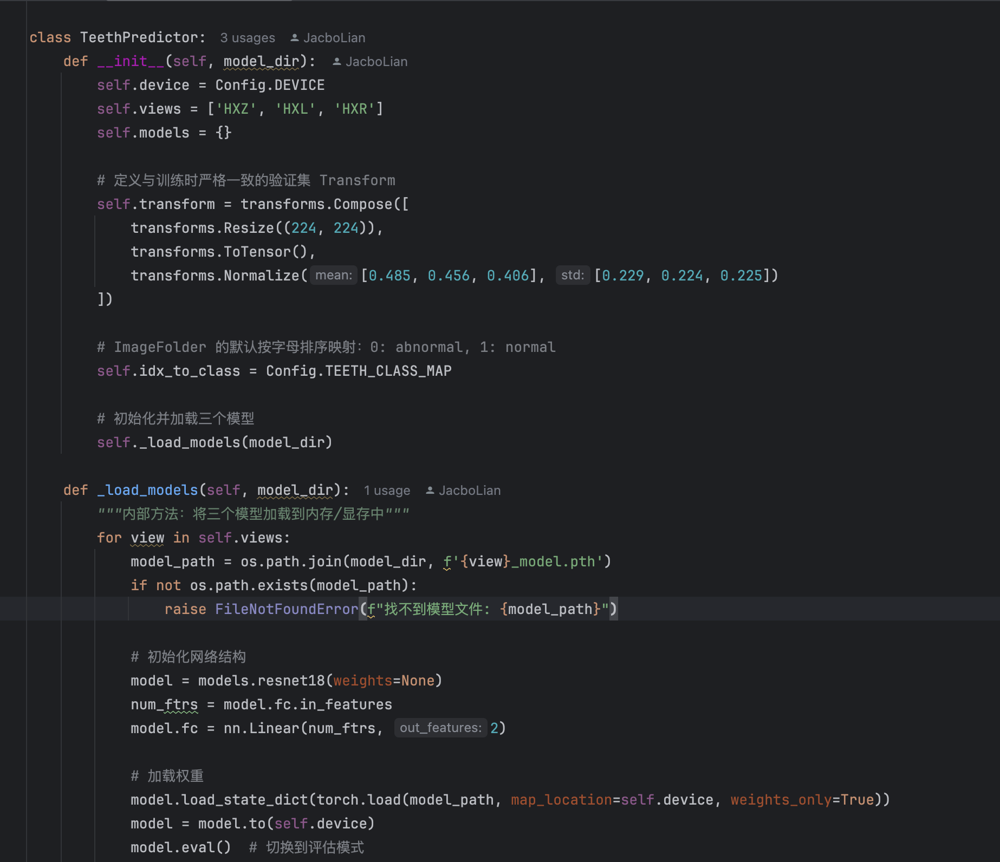 class TeethPredictor: 3 usages JacboLian
def __init__(self, model_dir): JacboLian
self.device = Config.DEVICE
self.views = ['HXZ', 'HXL', 'HXR']
self.models = {}
# 定义与训练时严格一致的验证集 Transform
self.transform = transforms.Compose([
transforms.Resize((224, 224)),
transforms.ToTensor(),
transforms.Normalize( mean: [0.485, 0.456, 0.406], std: [0.229, 0.224, 0.225])
])
# ImageFolder 的默认按字母排序映射: 0: abnormal, 1: normal
self.idx_to_class = Config.TEETH_CLASS_MAP
# 初始化并加载三个模型
self._load_models(model_dir)
def _load_models(self, model_dir): 1 usage JacboLian
"""内部方法: 将三个模型加载到内存/显存中"""
for view in self.views:
model_path = os.path.join(model_dir, f'{view}_model.pth')
if not os.path.exists(model_path):
raise FileNotFoundError(f"找不到模型文件: {model_path}")
# 初始化网络结构
model = models.resnet18(weights=None)
num_ftrs = model.fc.in_features
model.fc = nn.Linear(num_ftrs, out_features: 2)
# 加载权重
model.load_state_dict(torch.load(model_path, map_location=self.device, weights_only=True))
model = model.to(self.device)
model.eval() # 切换到评估模式